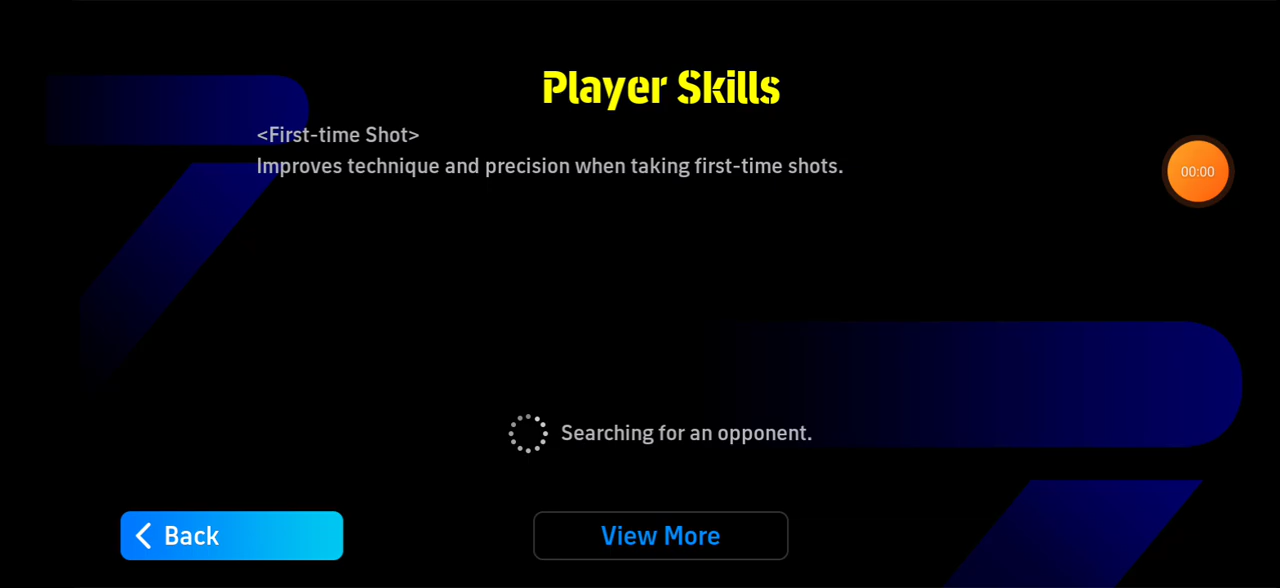 Player Skills
<First-time Shot>
Improves technique and precision when taking first-time shots.
00:00
Searching for an opponent.
Back
View More